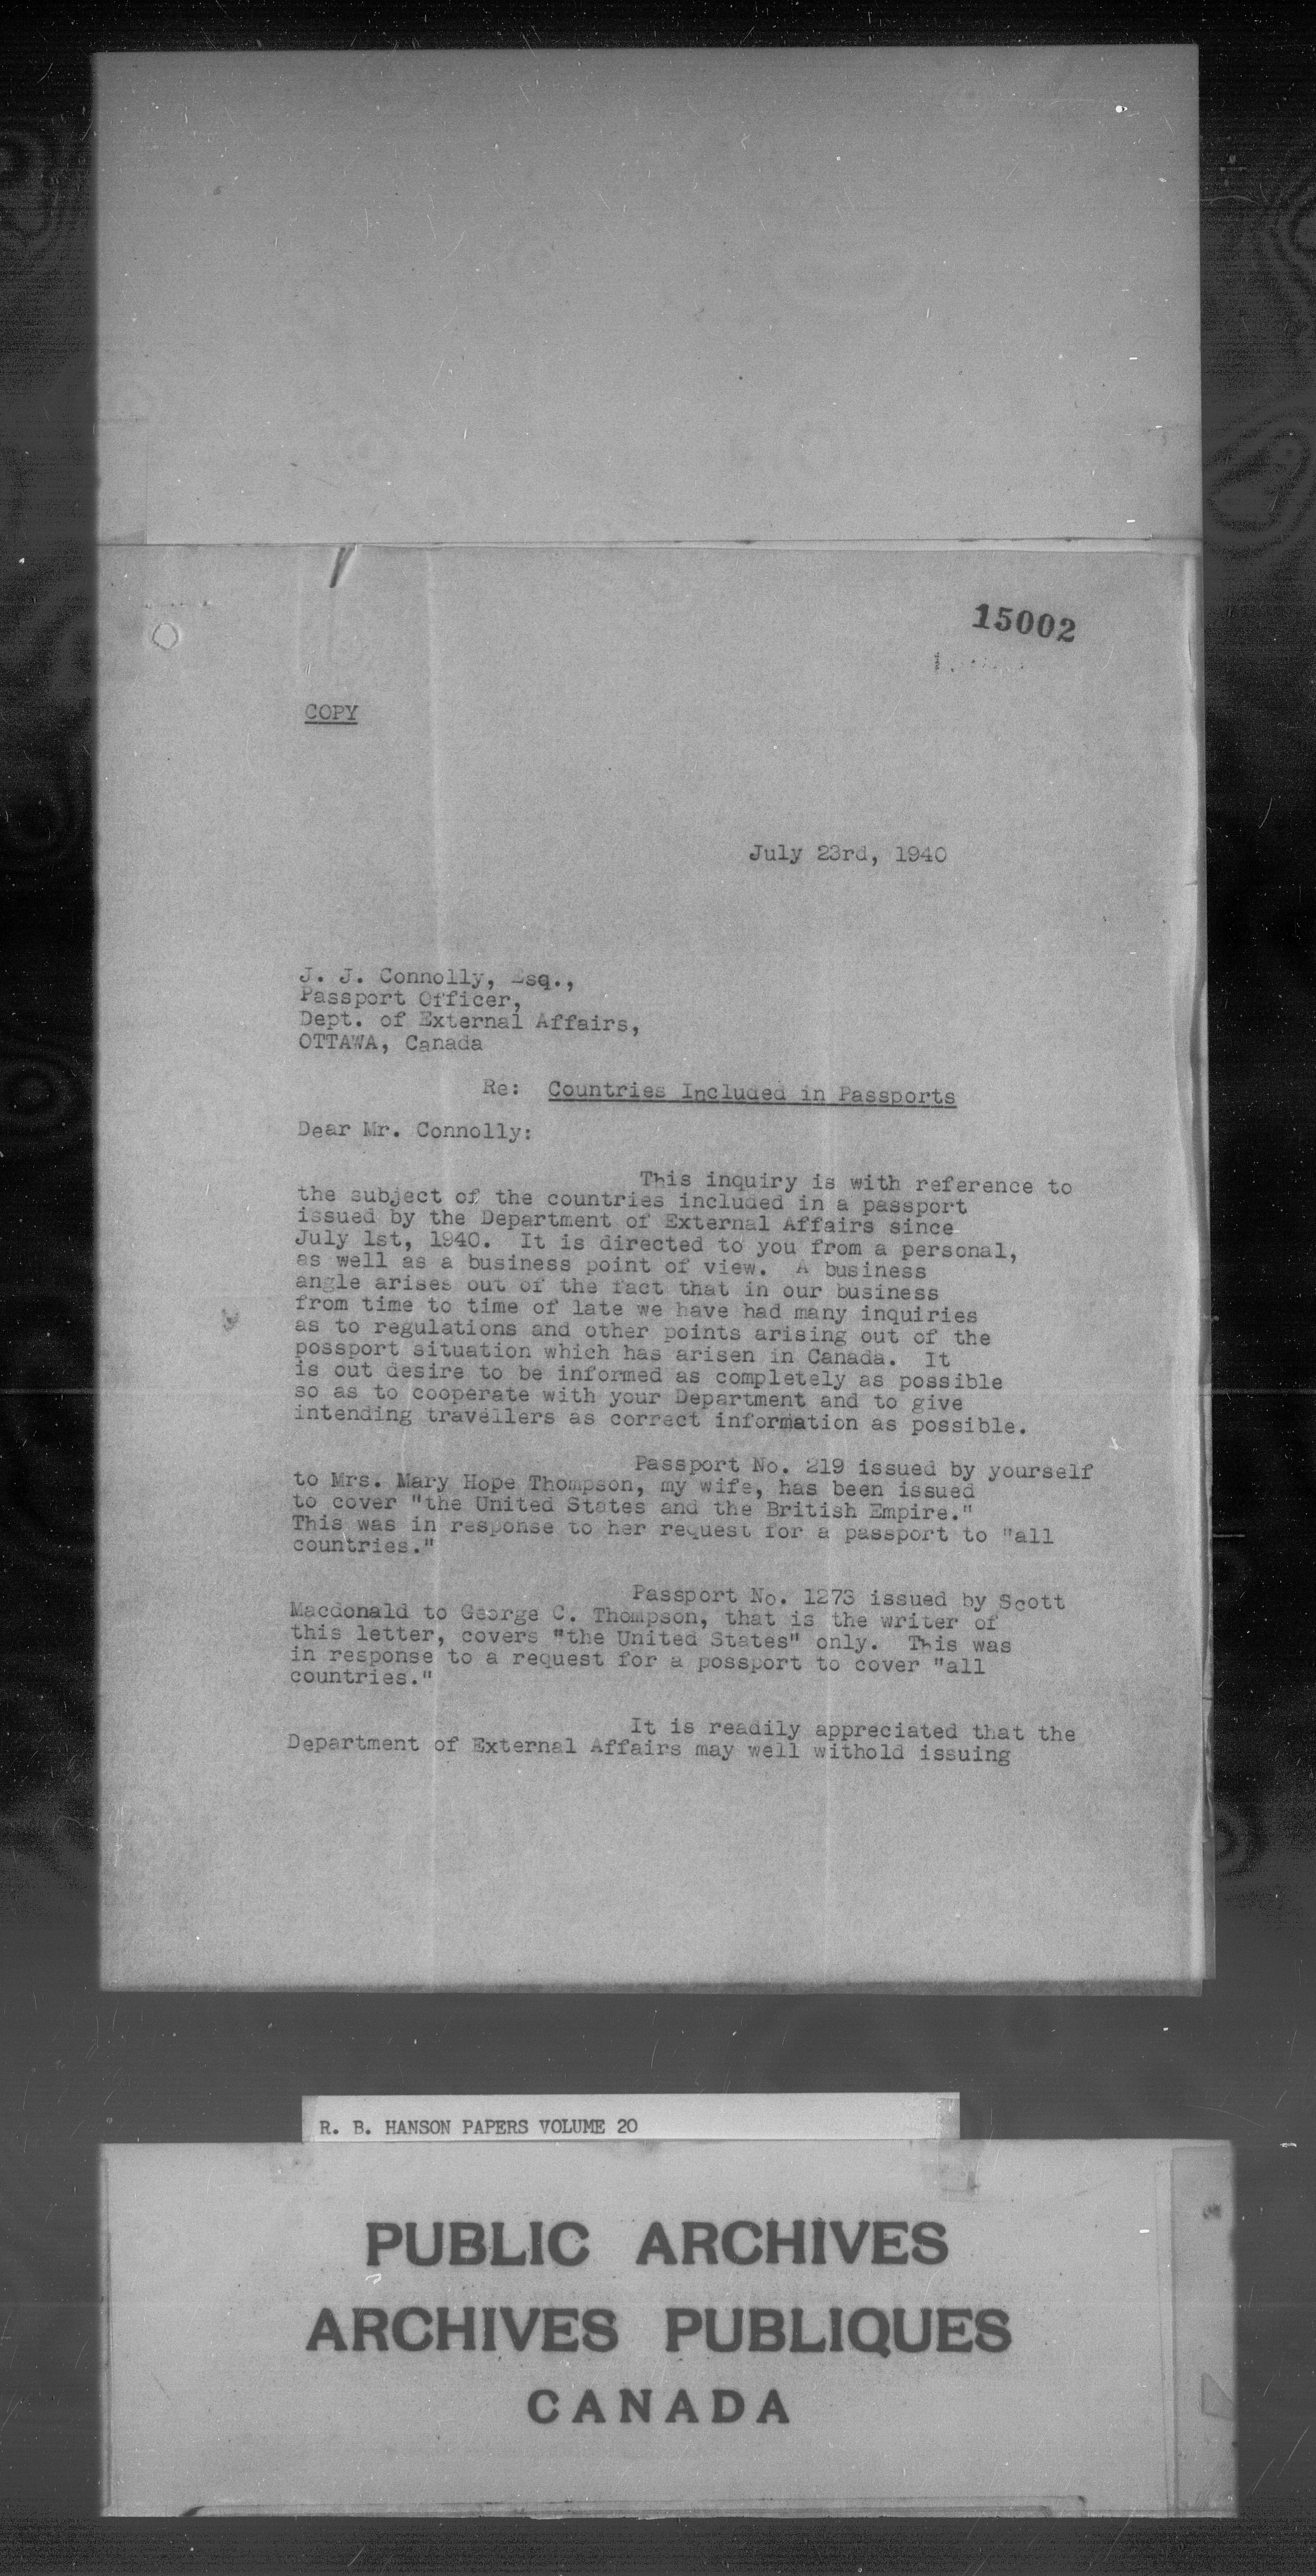 15002
COPY
July 23rd, 1940
J. J. Connolly, Esq.,
Passport Officer,
Dept. of External Affairs,
OTTAWA, Canada
Re: Countries Included in Passports
Dear Mr. Connolly:
This inquiry is with reference to
the subject of the countries included in a passport
issued by the Department of External Affairs since
July 1st, 1940. It is directed to you from a personal,
as well as a business point of view. A business
angle arises out of the fact that in our business
from time to time of late we have had many inquiries
as to regulations and other points arising out of the
possport situation which has arisen in Canada. It
is out desire to be informed as completely as possible
so as to cooperate with your Department and to give
intending travellers as correct information as possible.
Passport No. 219 issued by yourself
to Mrs. Mary Hope Thompson, my wife, has been issued
to cover "the United States and the British Empire."
This was in response to her request for a passport to "all
countries."
Passport No. 1273 issued by Scott
Macdonald to George C. Thompson, that is the writer of
this letter, covers "the United States" only. This was
in response to a request for a possport to cover "all
countries."
It is readily appreciated that the
Department of External Affairs may well withold issuing
R. B. HANSON PAPERS VOLUME 20
PUBLIC ARCHIVES
ARCHIVES PUBLIQUES
CANADA